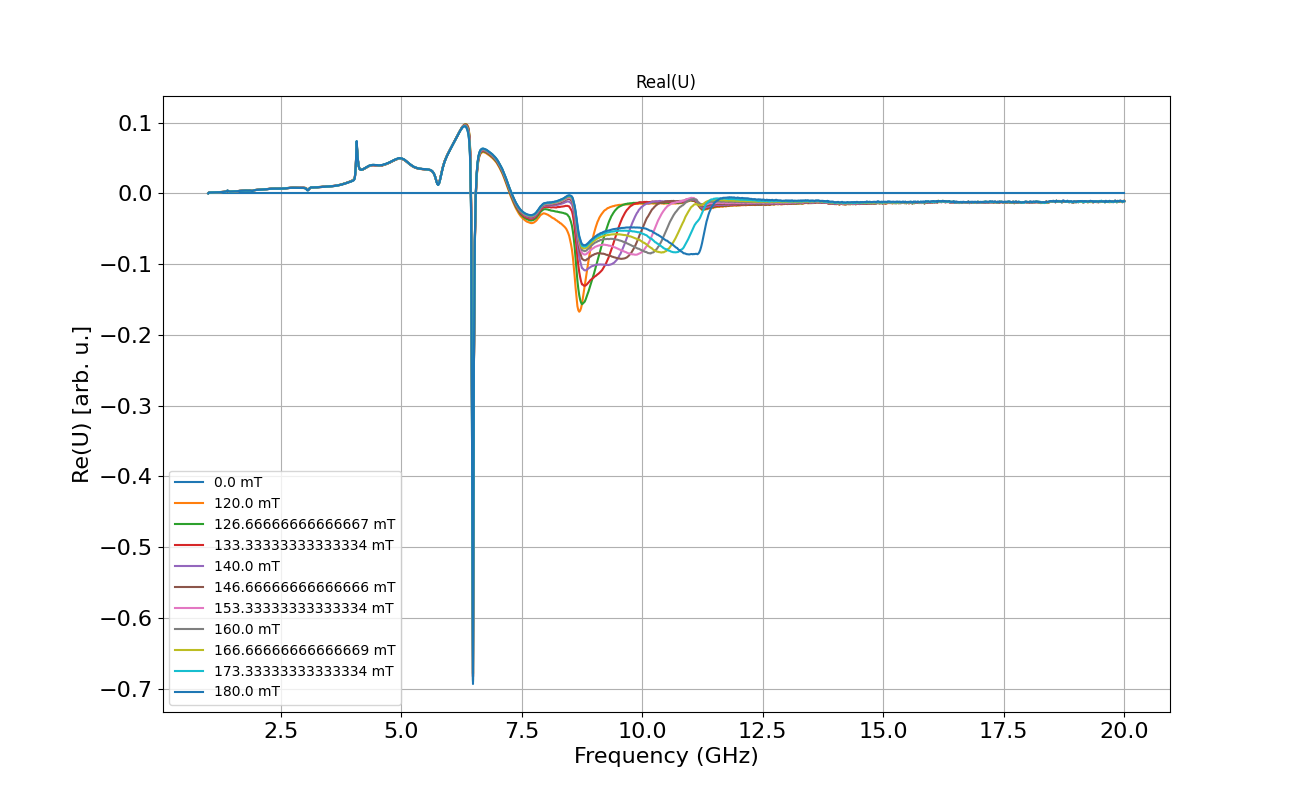 Real(U)
0.1
0.0
−0.1
−0.2
−0.3
−0.4
−0.5
−0.6
−0.7
Re(U) [arb. u.]
0.0 mT
120.0 mT
126.66666666666667 mT
133.33333333333334 mT
140.0 mT
146.66666666666666 mT
153.33333333333334 mT
160.0 mT
166.66666666666669 mT
173.33333333333334 mT
180.0 mT
2.5 5.0 7.5 10.0 12.5 15.0 17.5 20.0
Frequency (GHz)